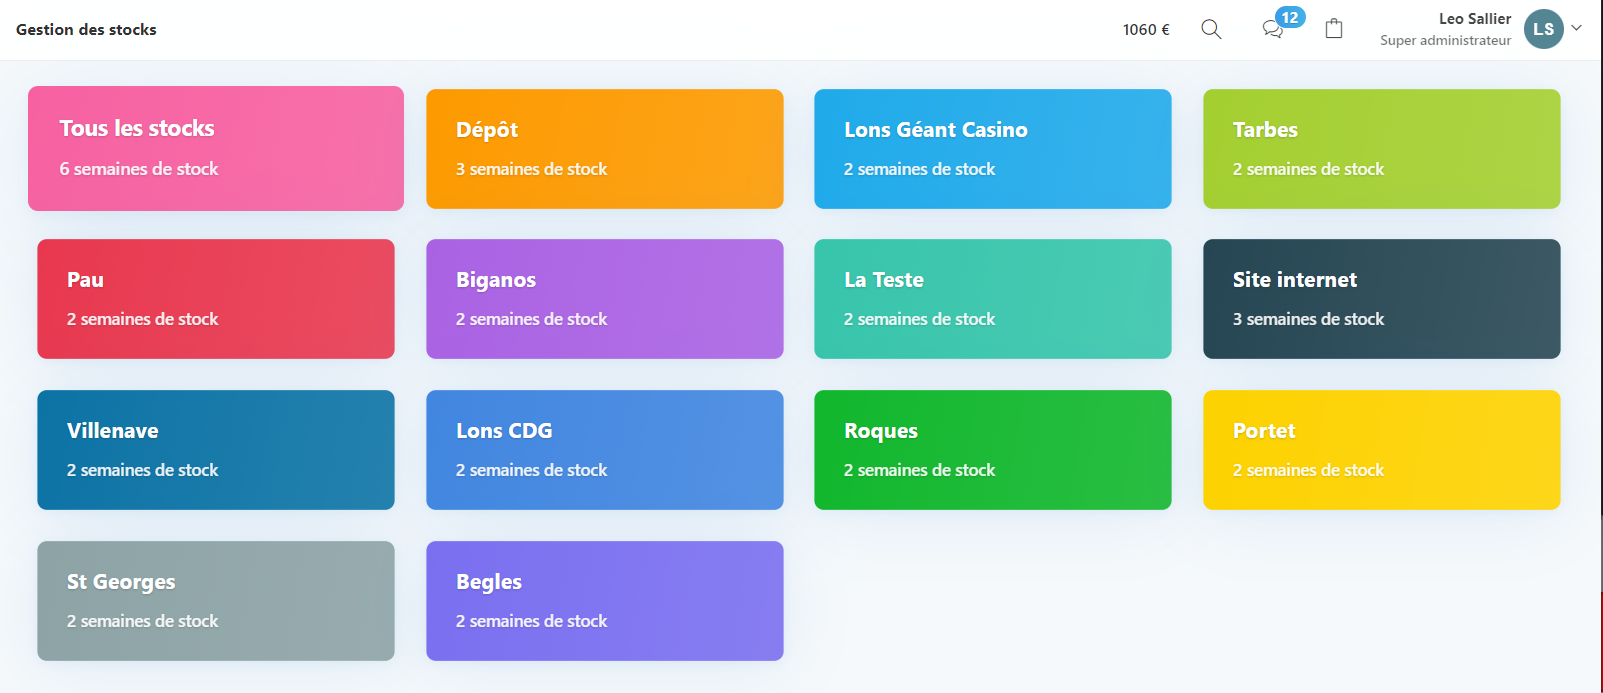 Gestion des stocks
1060 €
12
Leo Sallier
Super administrateur
LS
Tous les stocks
6 semaines de stock
Dépôt
3 semaines de stock
Lons Géant Casino
2 semaines de stock
Tarbes
2 semaines de stock
Pau
2 semaines de stock
Biganos
2 semaines de stock
La Teste
2 semaines de stock
Site internet
3 semaines de stock
Villenave
2 semaines de stock
Lons CDG
2 semaines de stock
Roques
2 semaines de stock
Portet
2 semaines de stock
St Georges
2 semaines de stock
Begles
2 semaines de stock